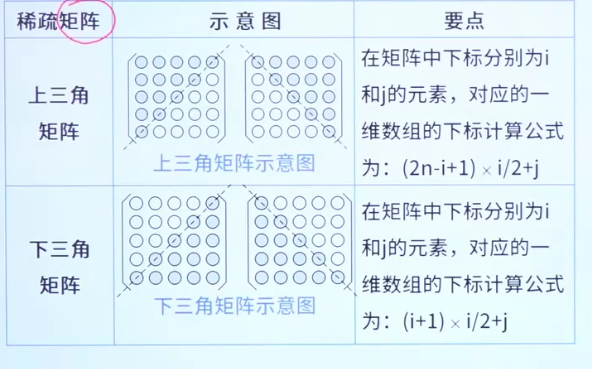 稀疏矩阵
示意图
要点
上三角
矩阵
上三角矩阵示意图
在矩阵中下标分别为i
和j的元素，对应的一
维数组的下标计算公式
为：(2n-i+1) × i/2+j
下三角
矩阵
下三角矩阵示意图
在矩阵中下标分别为i
和j的元素，对应的一
维数组的下标计算公式
为：(i+1) × i/2+j